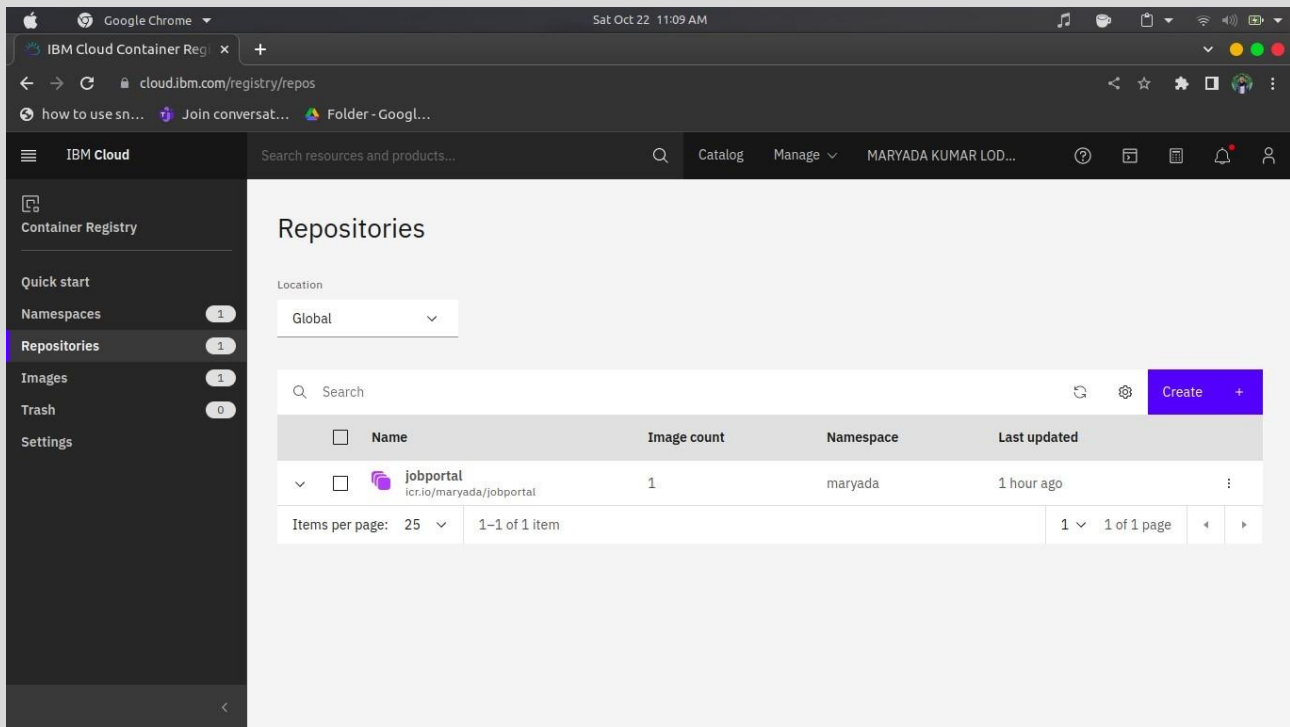 Google Chrome
Sat Oct 22 11:09 AM
IBM Cloud Container Reg
cloud.ibm.com/registry/repos
how to use sn... Join conversat... Folder - Googl...
IBM Cloud
Search resources and products...
Catalog Manage MARYADA KUMAR LOD...
Container Registry
Quick start
Namespaces 1
Repositories 1
Images 1
Trash 0
Settings
Repositories
Location
Global
Search
Create +
Name Image count Namespace Last updated
jobportal 1 maryada 1 hour ago
icr.io/maryada/jobportal
Items per page: 25 1–1 of 1 item 1 1 of 1 page